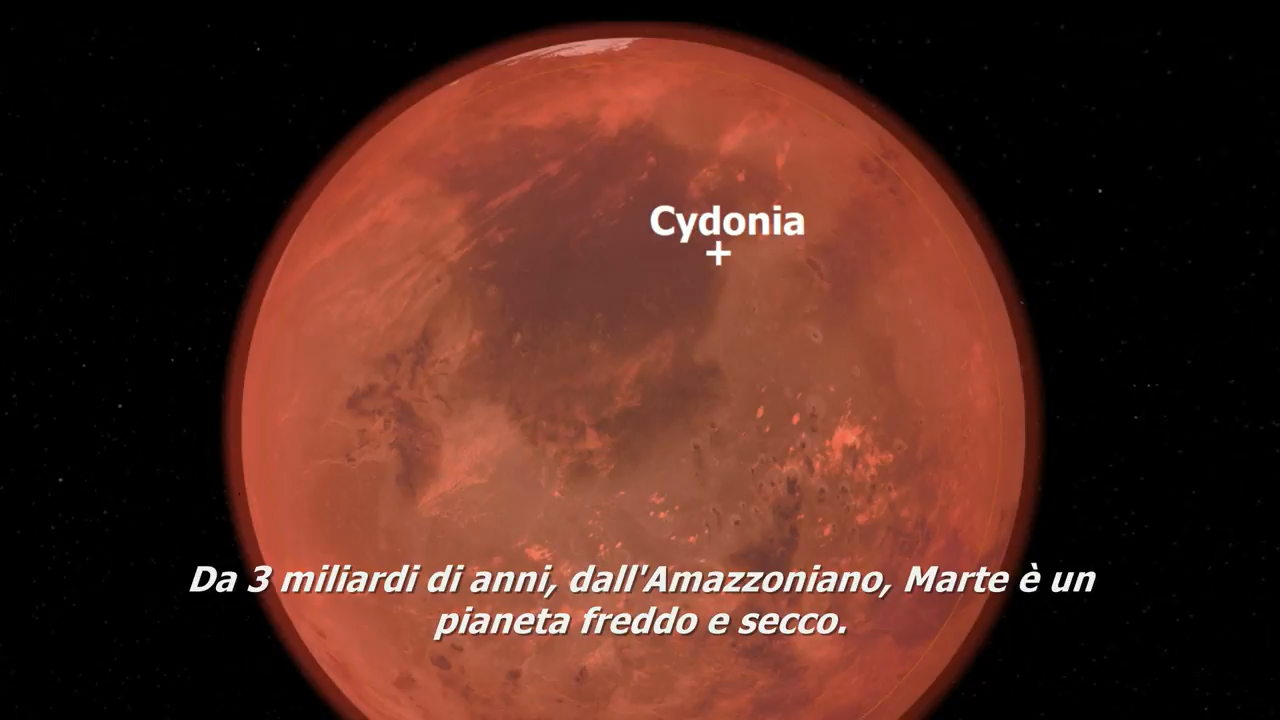 Cydonia
Da 3 miliardi di anni, dall'Amazzoniano, Marte è un
pianeta freddo e secco.